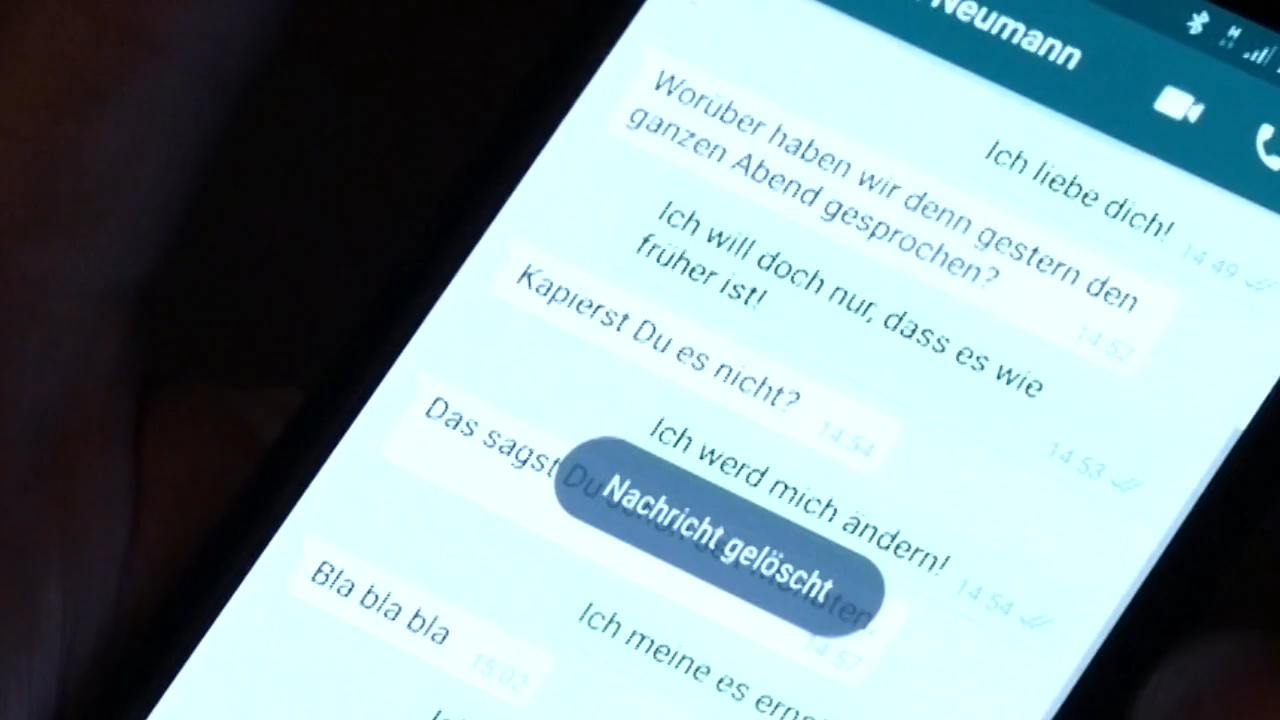 Neumann
Ich liebe dich!
14:49
Worüber haben wir denn gestern den
ganzen Abend gesprochen?
14:52
Ich will doch nur, dass es wie
früher ist!
14:53
Kapierst Du es nicht?
14:54
Ich werd mich ändern!
14:54
Das sagst Du
14:57
Nachricht gelöscht
Ich meine es
Bla bla bla
15:02